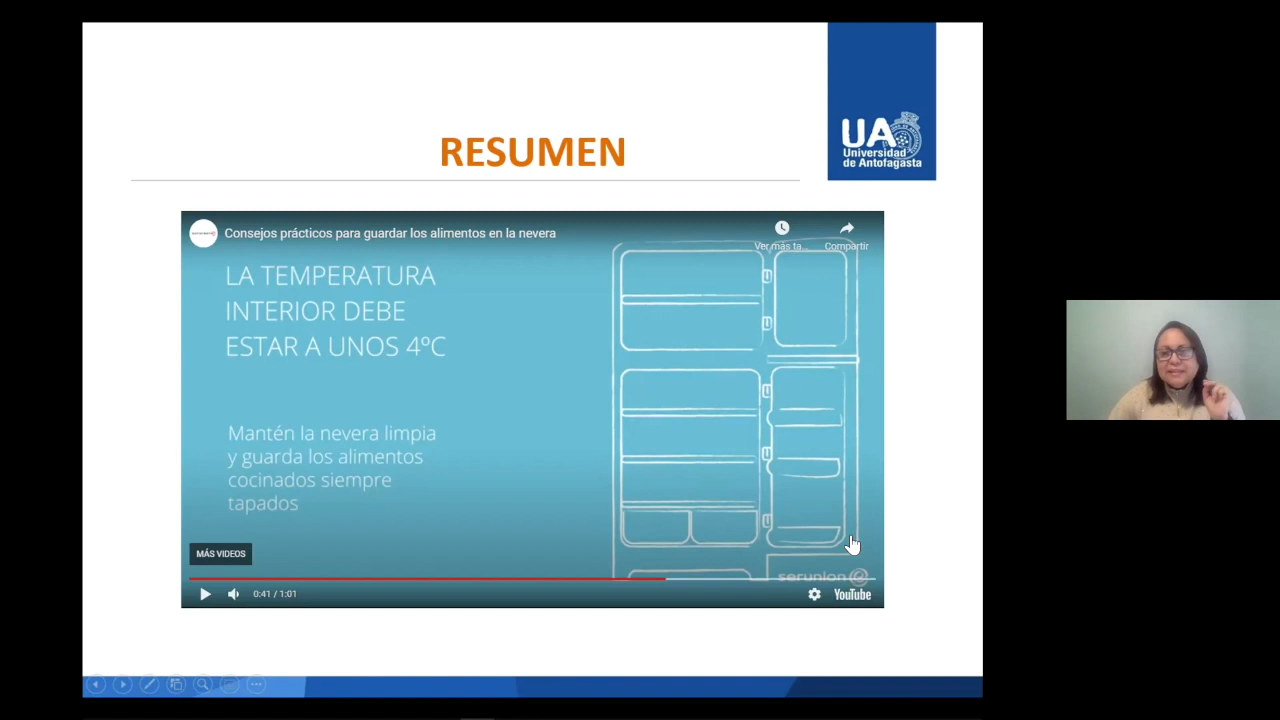 UA
Universidad
de Antofagasta
RESUMEN
Consejos prácticos para guardar los alimentos en la nevera
Ver más ta...
Compartir
LA TEMPERATURA
INTERIOR DEBE
ESTAR A UNOS 4ºC
Mantén la nevera limpia
y guarda los alimentos
cocinados siempre
tapados
MÁS VIDEOS
serunion
0:41 / 1:01
YouTube